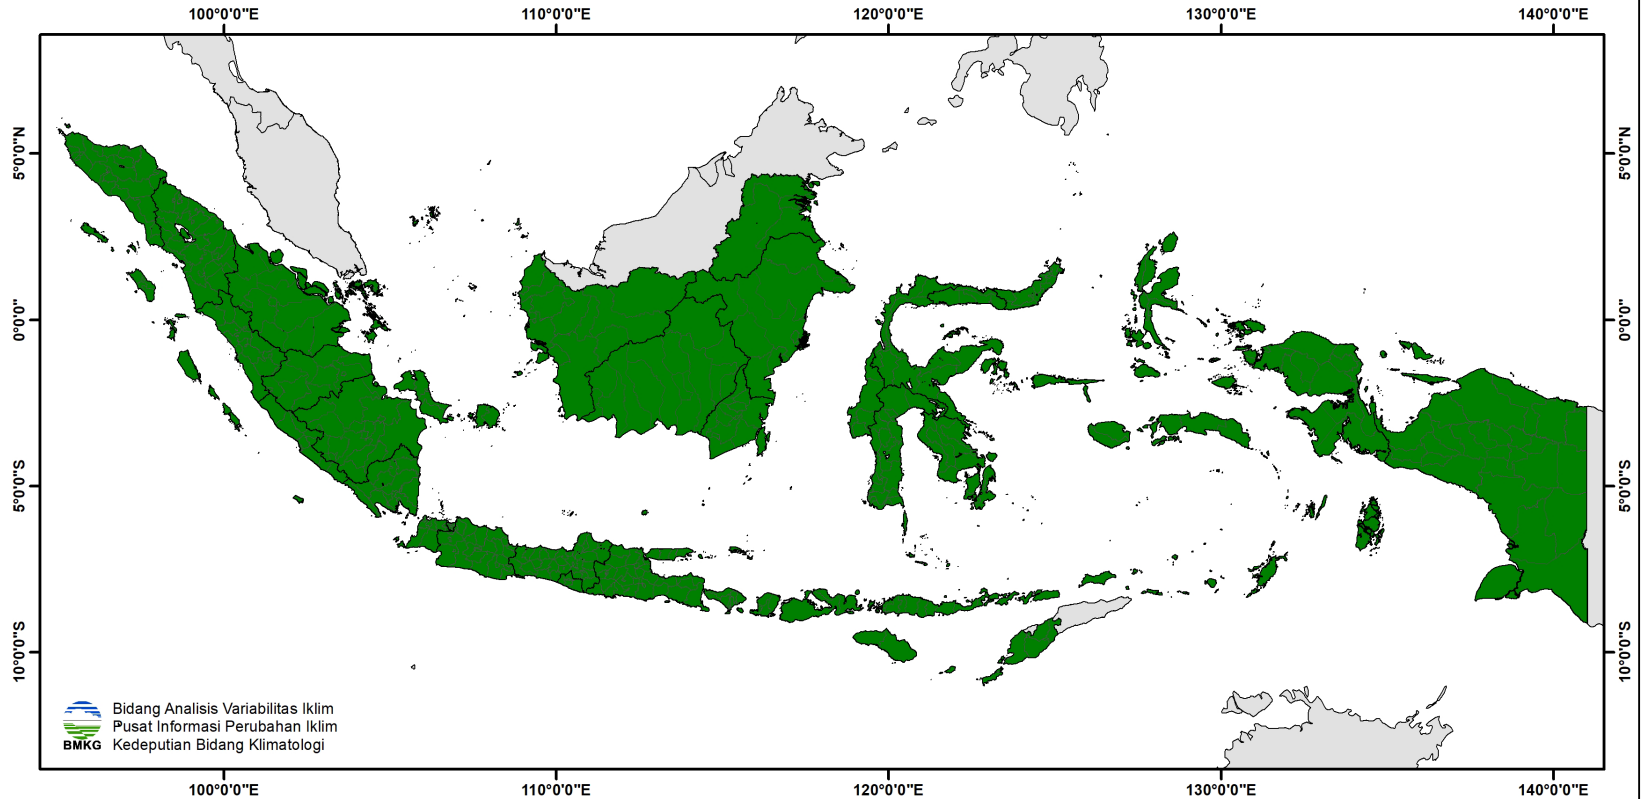 100°0'0"E 110°0'0"E 120°0'0"E 130°0'0"E 140°0'0"E
5°0'0"N 5°0'0"N
0°0'0" 0°0'0"
5°0'0"S 5°0'0"S
10°0'0"S 10°0'0"S
Bidang Analisis Variabilitas Iklim
Pusat Informasi Perubahan Iklim
BMKG Kedeputian Bidang Klimatologi
100°0'0"E 110°0'0"E 120°0'0"E 130°0'0"E 140°0'0"E